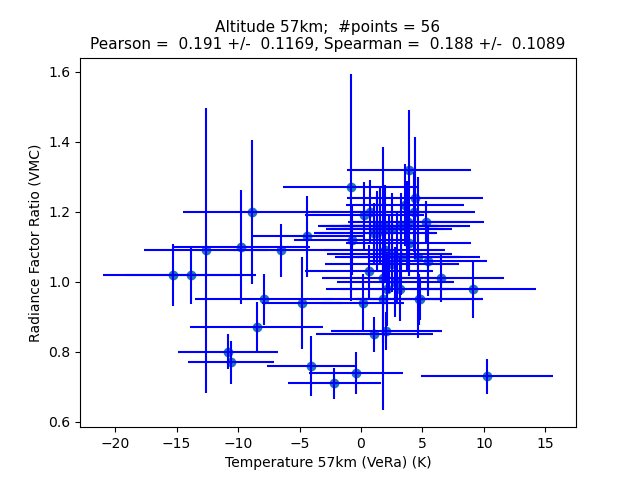 Altitude 57km;  #points = 56
Pearson =  0.191 +/-  0.1169, Spearman =  0.188 +/-  0.1089
1.6
1.4
1.2
1.0
0.8
0.6
Radiance Factor Ratio (VMC)
−20 −15 −10 −5 0 5 10 15
Temperature 57km (VeRa) (K)